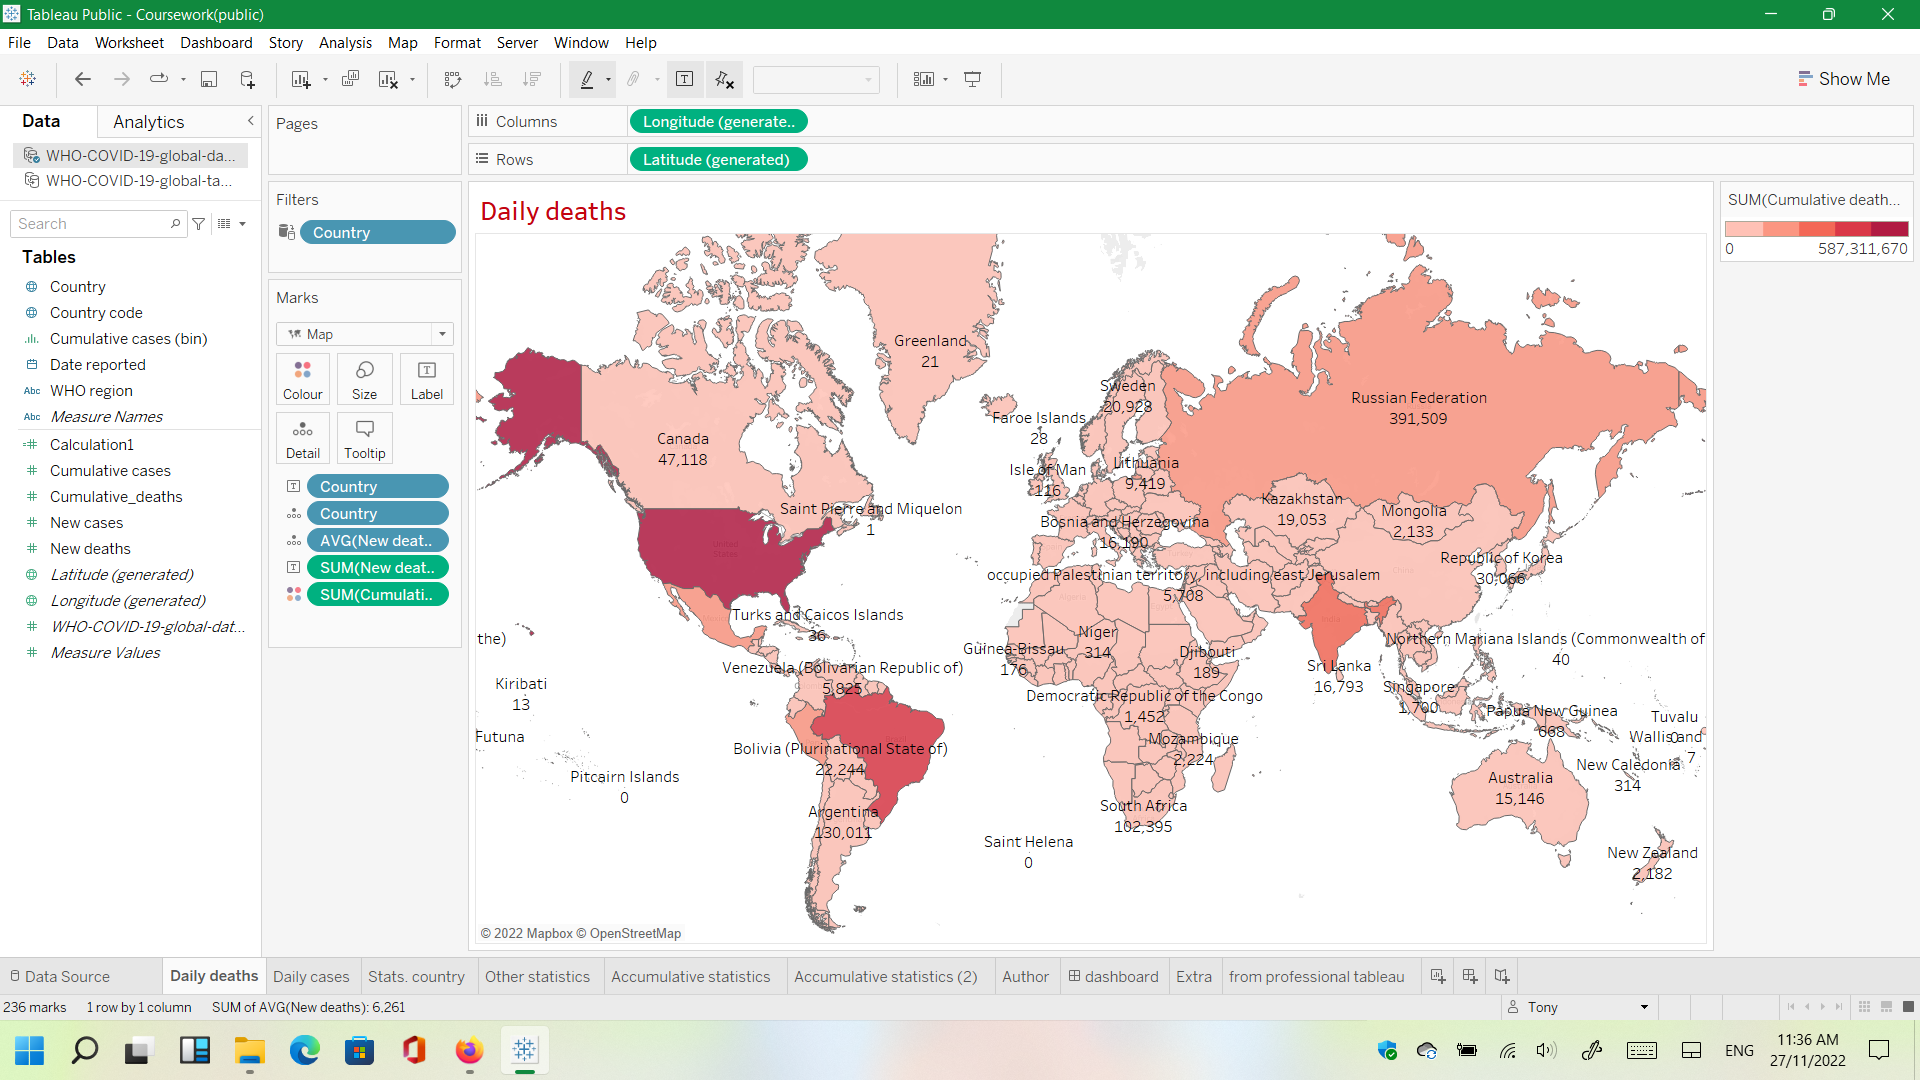 Tableau Public - Coursework(public)
File Data Worksheet Dashboard Story Analysis Map Format Server Window Help
Show Me
Data
Analytics
WHO-COVID-19-global-da...
WHO-COVID-19-global-ta...
Search
Tables
Country
Country code
Cumulative cases (bin)
Date reported
Abc WHO region
Abc Measure Names
Calculation1
Cumulative cases
Cumulative_deaths
New cases
New deaths
Latitude (generated)
Longitude (generated)
WHO-COVID-19-global-dat...
Measure Values
Pages
Filters
Country
Marks
Map
Colour
Size
Label
Detail
Tooltip
Country
Country
AVG(New deat..
SUM(New deat..
SUM(Cumulati..
Columns
Longitude (generate..
Rows
Latitude (generated)
Daily deaths
Greenland
21
Sweden
20,928
Russian Federation
391,509
Faroe Islands
28
Canada
47,118
Isle of Man
116
Lithuania
9,419
Kazakhstan
19,053
Mongolia
2,133
Saint Pierre and Miquelon
1
Bosnia and Herzegovina
16,190
United
States
China
Republic of Korea
30,066
occupied Palestinian territory, including east Jerusalem
5,708
Algeria
Egypt
Mexico
India
Turks and Caicos Islands
36
the)
Niger
314
Guinea-Bissau
176
Djibouti
189
Northern Mariana Islands (Commonwealth of
40
Venezuela (Bolivarian Republic of)
5,825
Sri Lanka
16,793
Kiribati
13
Singapore
1,700
Democratic Republic of the Congo
1,452
Papua New Guinea
668
Tuvalu
0
Futuna
Wallis and
7
Mozambique
2,224
Brazil
Bolivia (Plurinational State of)
22,244
New Caledonia
314
Pitcairn Islands
0
Australia
15,146
Argentina
130,011
South Africa
102,395
Saint Helena
0
New Zealand
2,182
© 2022 Mapbox © OpenStreetMap
SUM(Cumulative death...
0 587,311,670
Data Source
Daily deaths
Daily cases
Stats. country
Other statistics
Accumulative statistics
Accumulative statistics (2)
Author
dashboard
Extra
from professional tableau
236 marks 1 row by 1 column SUM of AVG(New deaths): 6,261
Tony
ENG
11:36 AM
27/11/2022